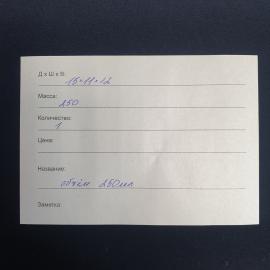 Д х Ш х В:
15×11×12
Масса:
250
Количество:
1
Цена:
Название:
объём 250мл
Заметка: